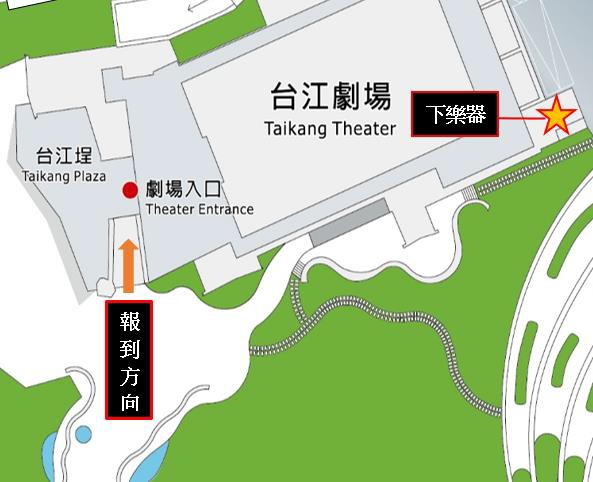 台江劇場
Taikang Theater
下樂器
台江埕
Taikang Plaza
劇場入口
Theater Entrance
報到方向